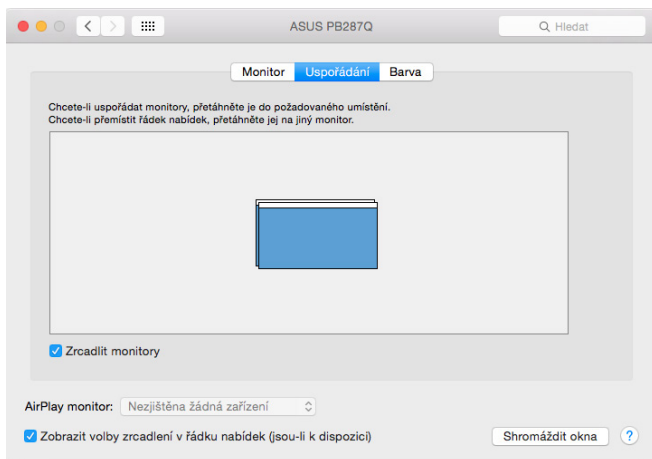 ASUS PB287Q
Hledat
Monitor Uspořádání Barva
Chcete-li uspořádat monitory, přetáhněte je do požadovaného umístění.
Chcete-li přemístit řádek nabídek, přetáhněte jej na jiný monitor.
Zrcadlit monitory
AirPlay monitor: Nezjištěna žádná zařízení
Zobrazit volby zrcadlení v řádku nabídek (jsou-li k dispozici) Shromáždit okna ?